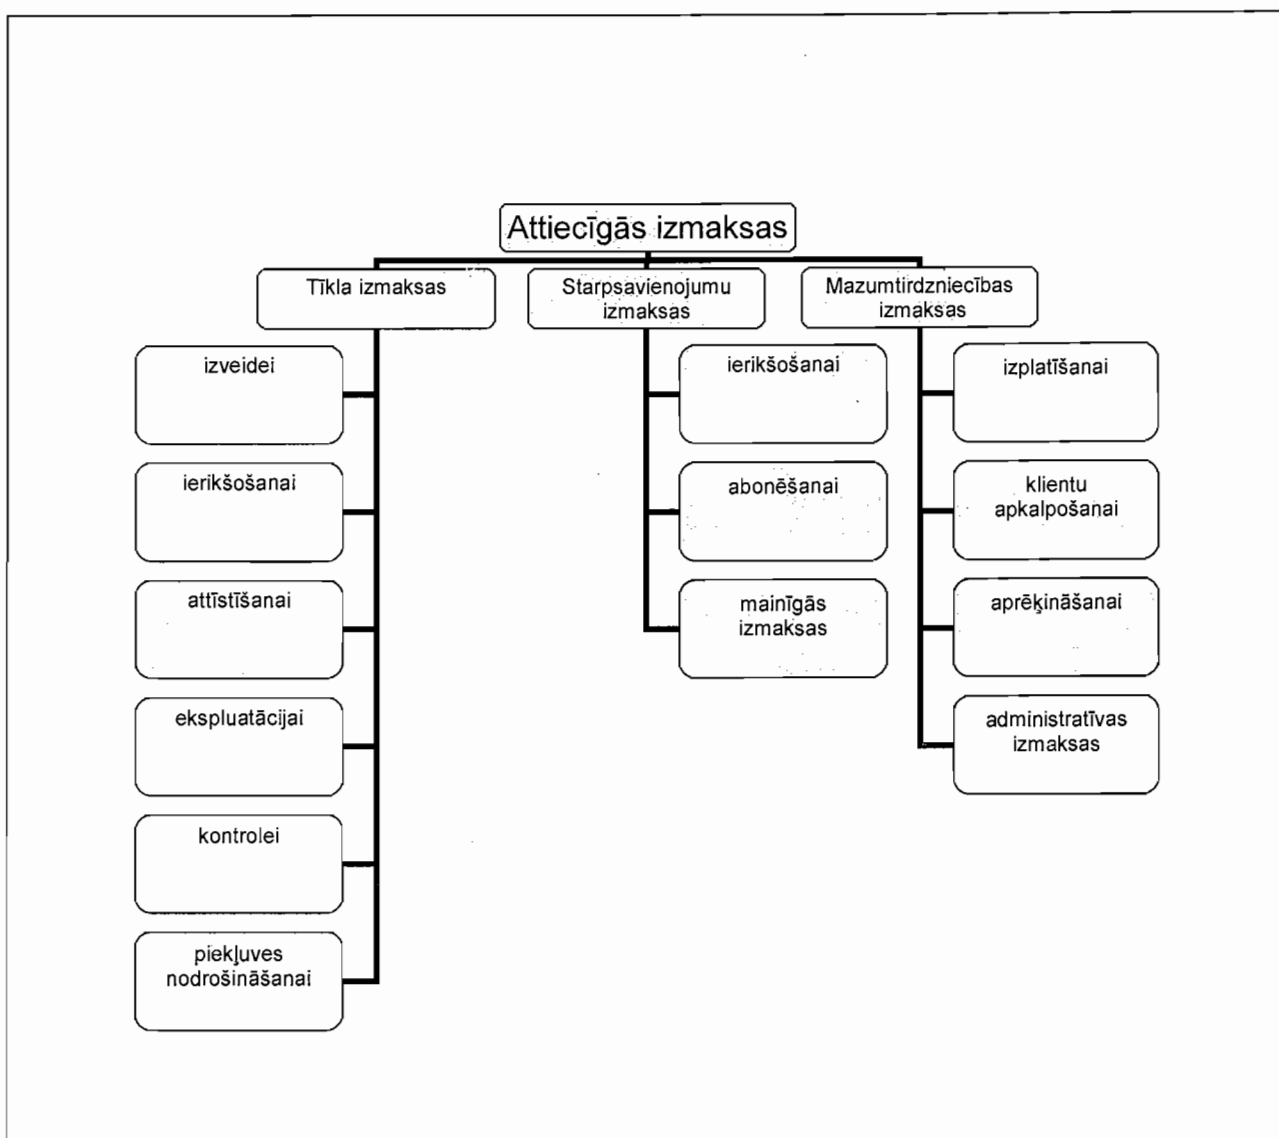 Attiecīgās izmaksas
Tīkla izmaksas
izveidei
ierikšošanai
attīstīšanai
ekspluatācijai
kontrolei
piekļuves
nodrošināšanai
Starpsavienojumu
izmaksas
ierikšošanai
abonēšanai
mainīgās
izmaksas
Mazumtirdzniecības
izmaksas
izplatīšanai
klientu
apkalpošanai
aprēķināšanai
administratīvas
izmaksas